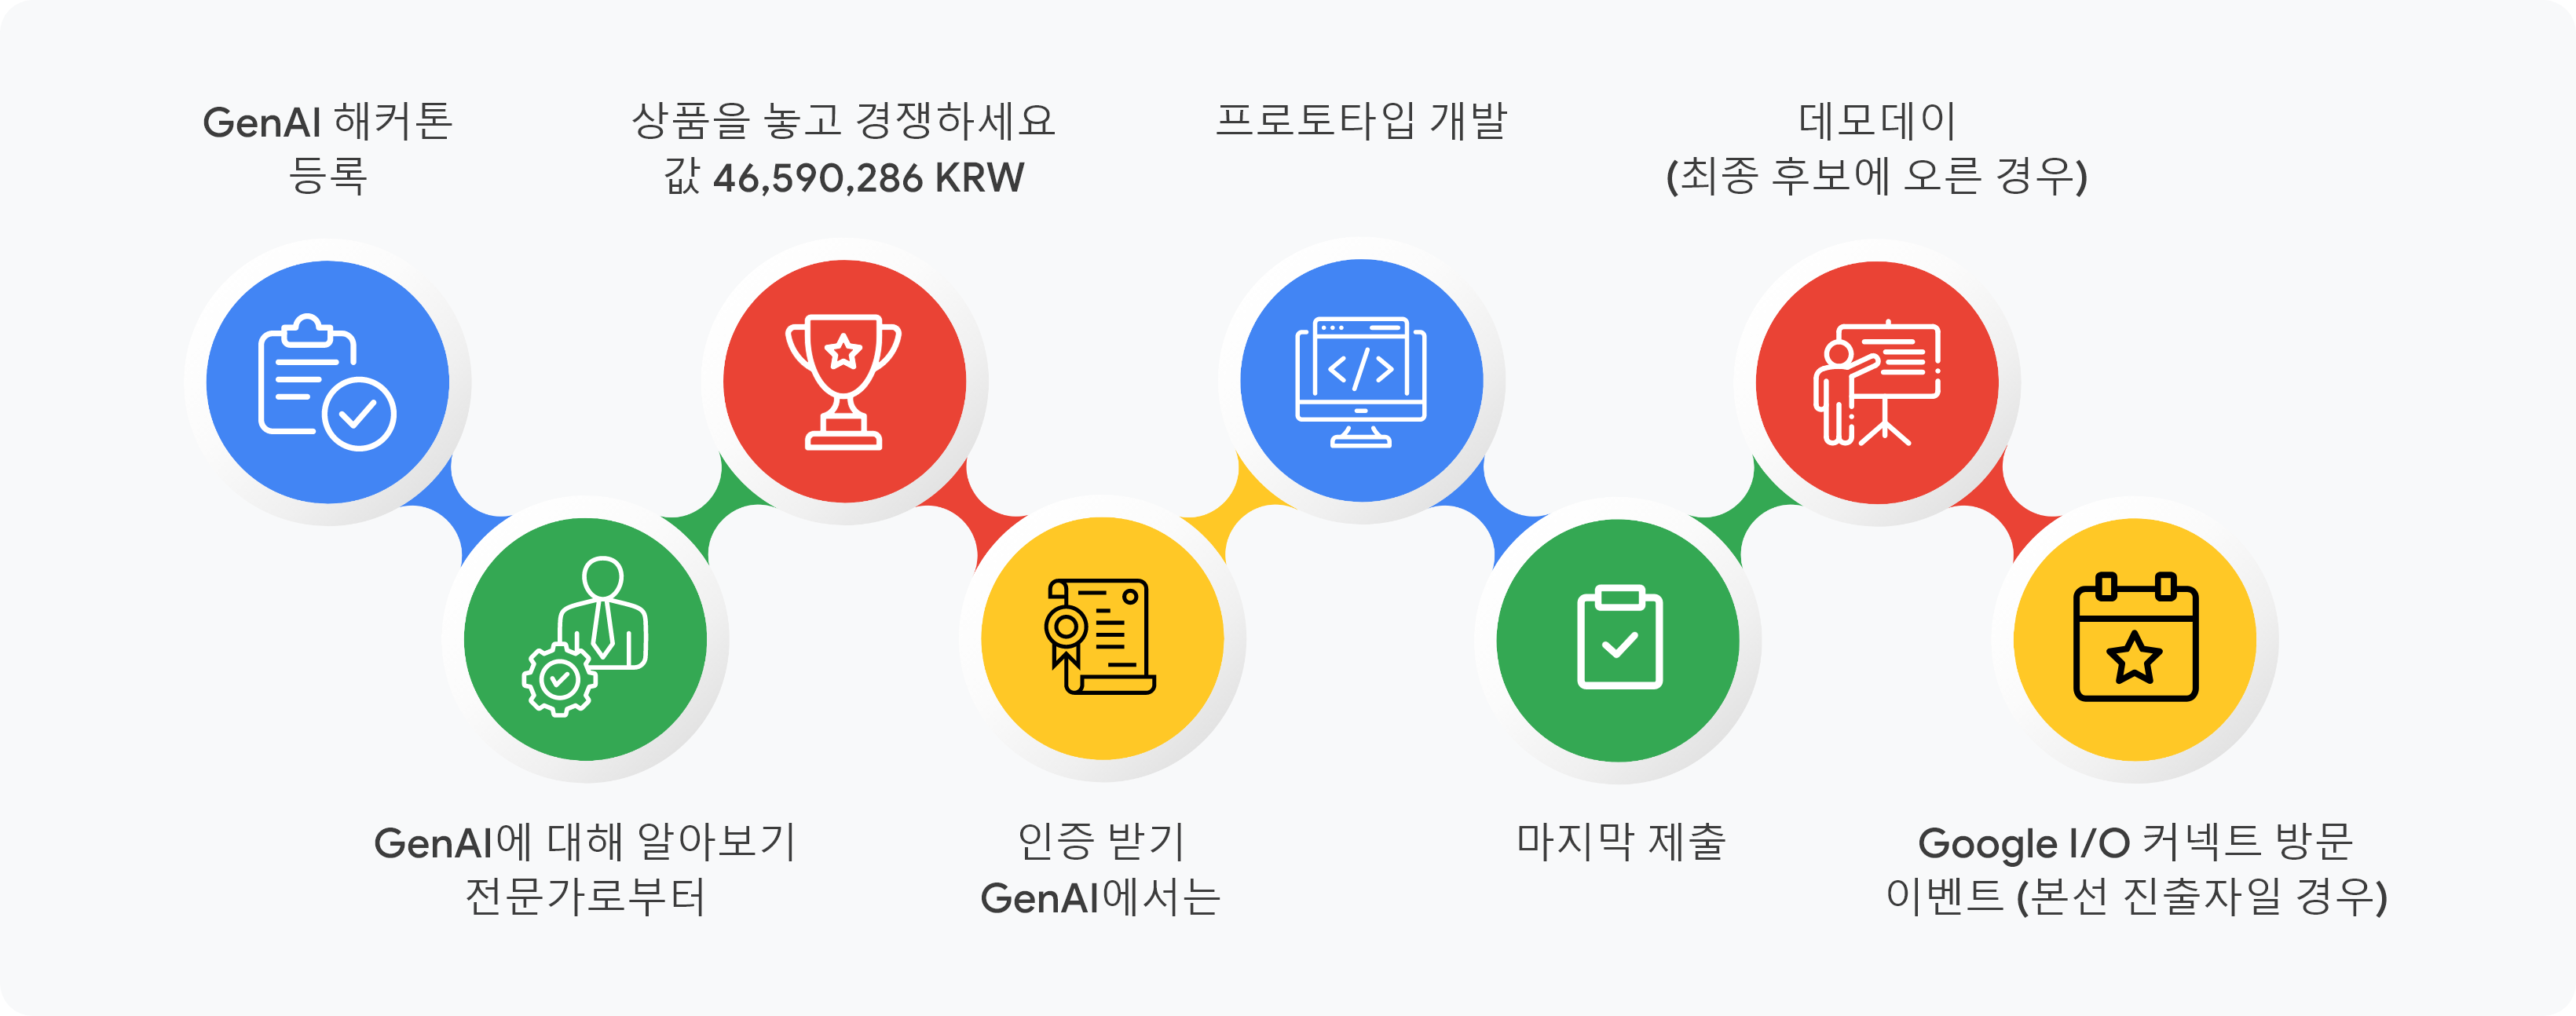 GenAI 해커톤
등록
GenAI에 대해 알아보기
전문가로부터
상품을 놓고 경쟁하세요
값 46,590,286 KRW
인증 받기
GenAI에서는
프로토타입 개발
마지막 제출
데모데이
(최종 후보에 오른 경우)
Google I/O 커넥트 방문
이벤트 (본선 진출자일 경우)